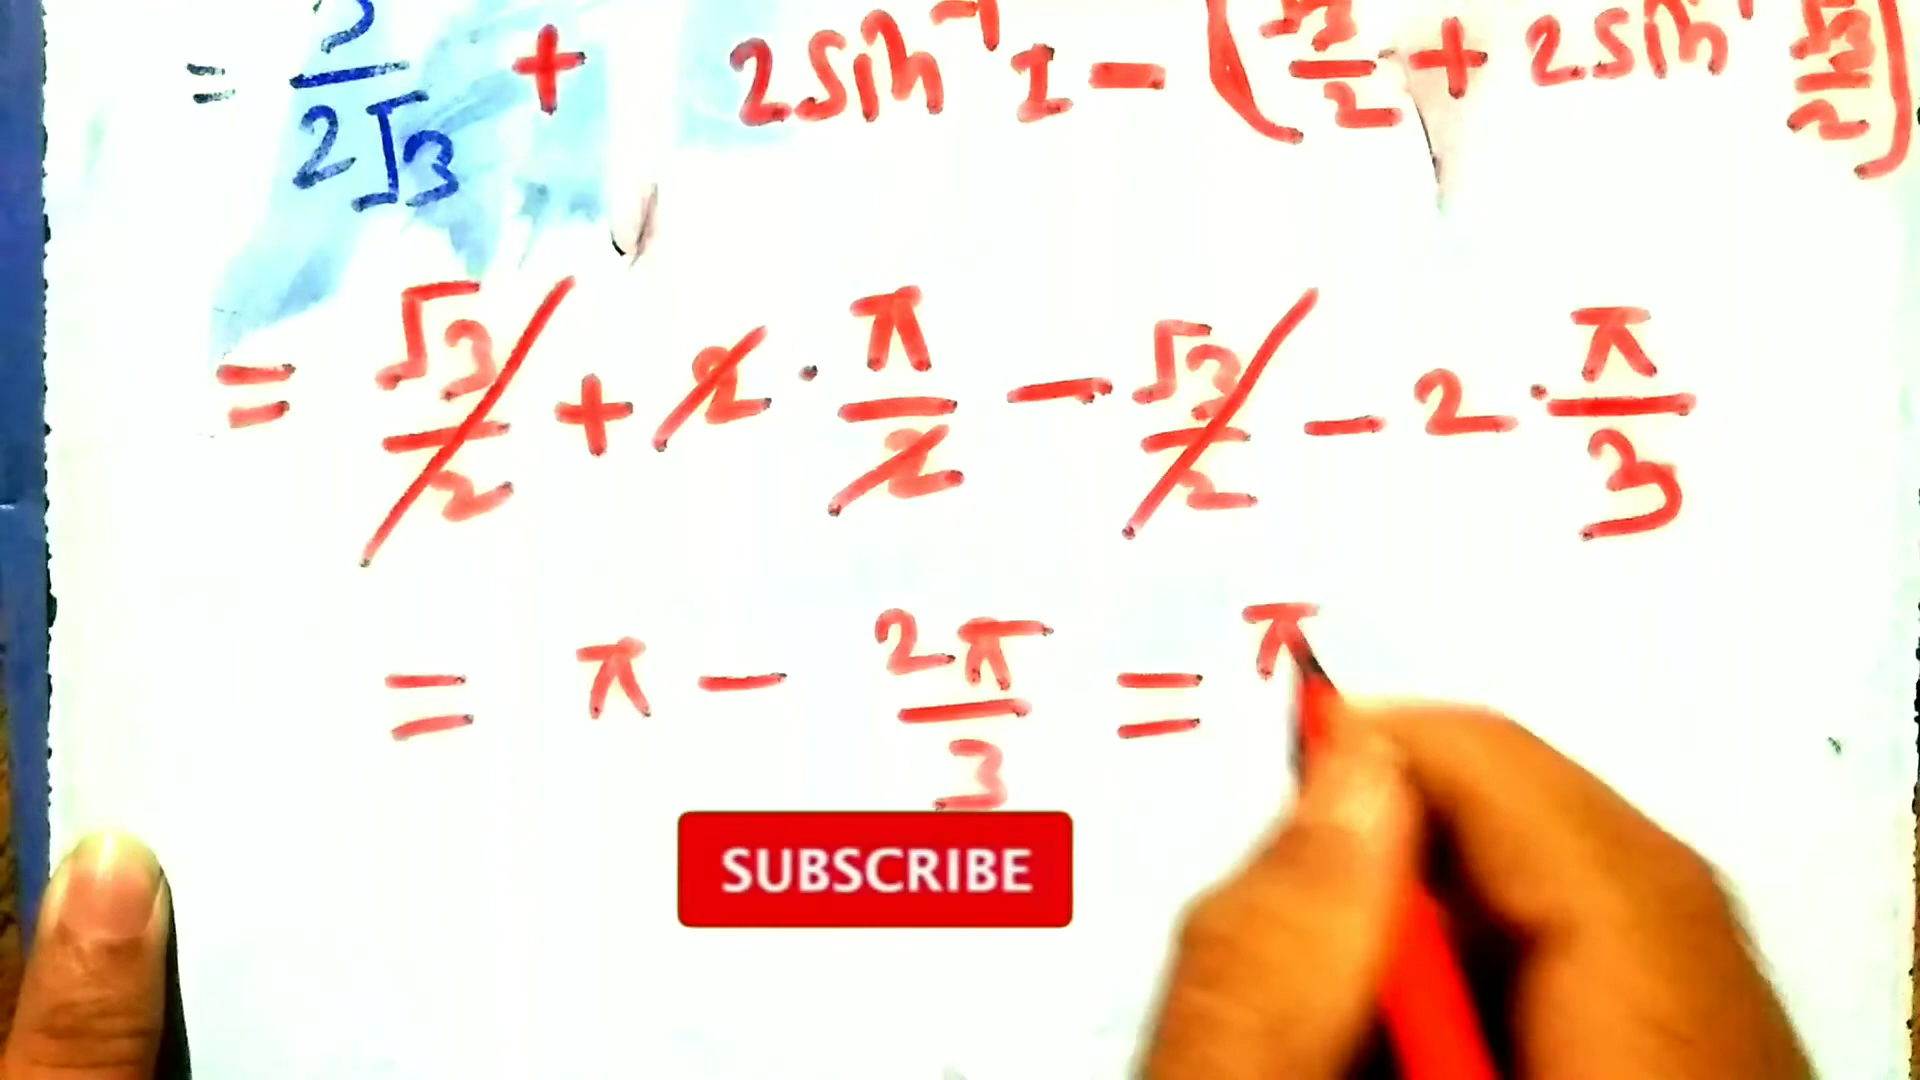 = 3/(2√3) + 2sin⁻¹1 - (√3/2 + 2sin⁻¹ √3/2)
= √3/2 + 2 · π/2 - √3/2 - 2 · π/3
= π - 2π/3 = π
SUBSCRIBE